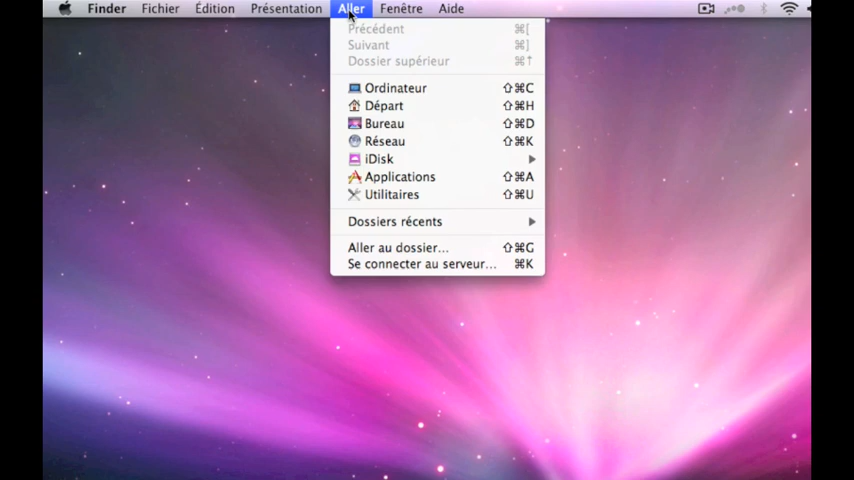 Finder Fichier Édition Présentation Aller Fenêtre Aide
Précédent ⌘[
Suivant ⌘]
Dossier supérieur ⌘↑
Ordinateur ⇧⌘C
Départ ⇧⌘H
Bureau ⇧⌘D
Réseau ⇧⌘K
iDisk
Applications ⇧⌘A
Utilitaires ⇧⌘U
Dossiers récents
Aller au dossier... ⇧⌘G
Se connecter au serveur... ⌘K